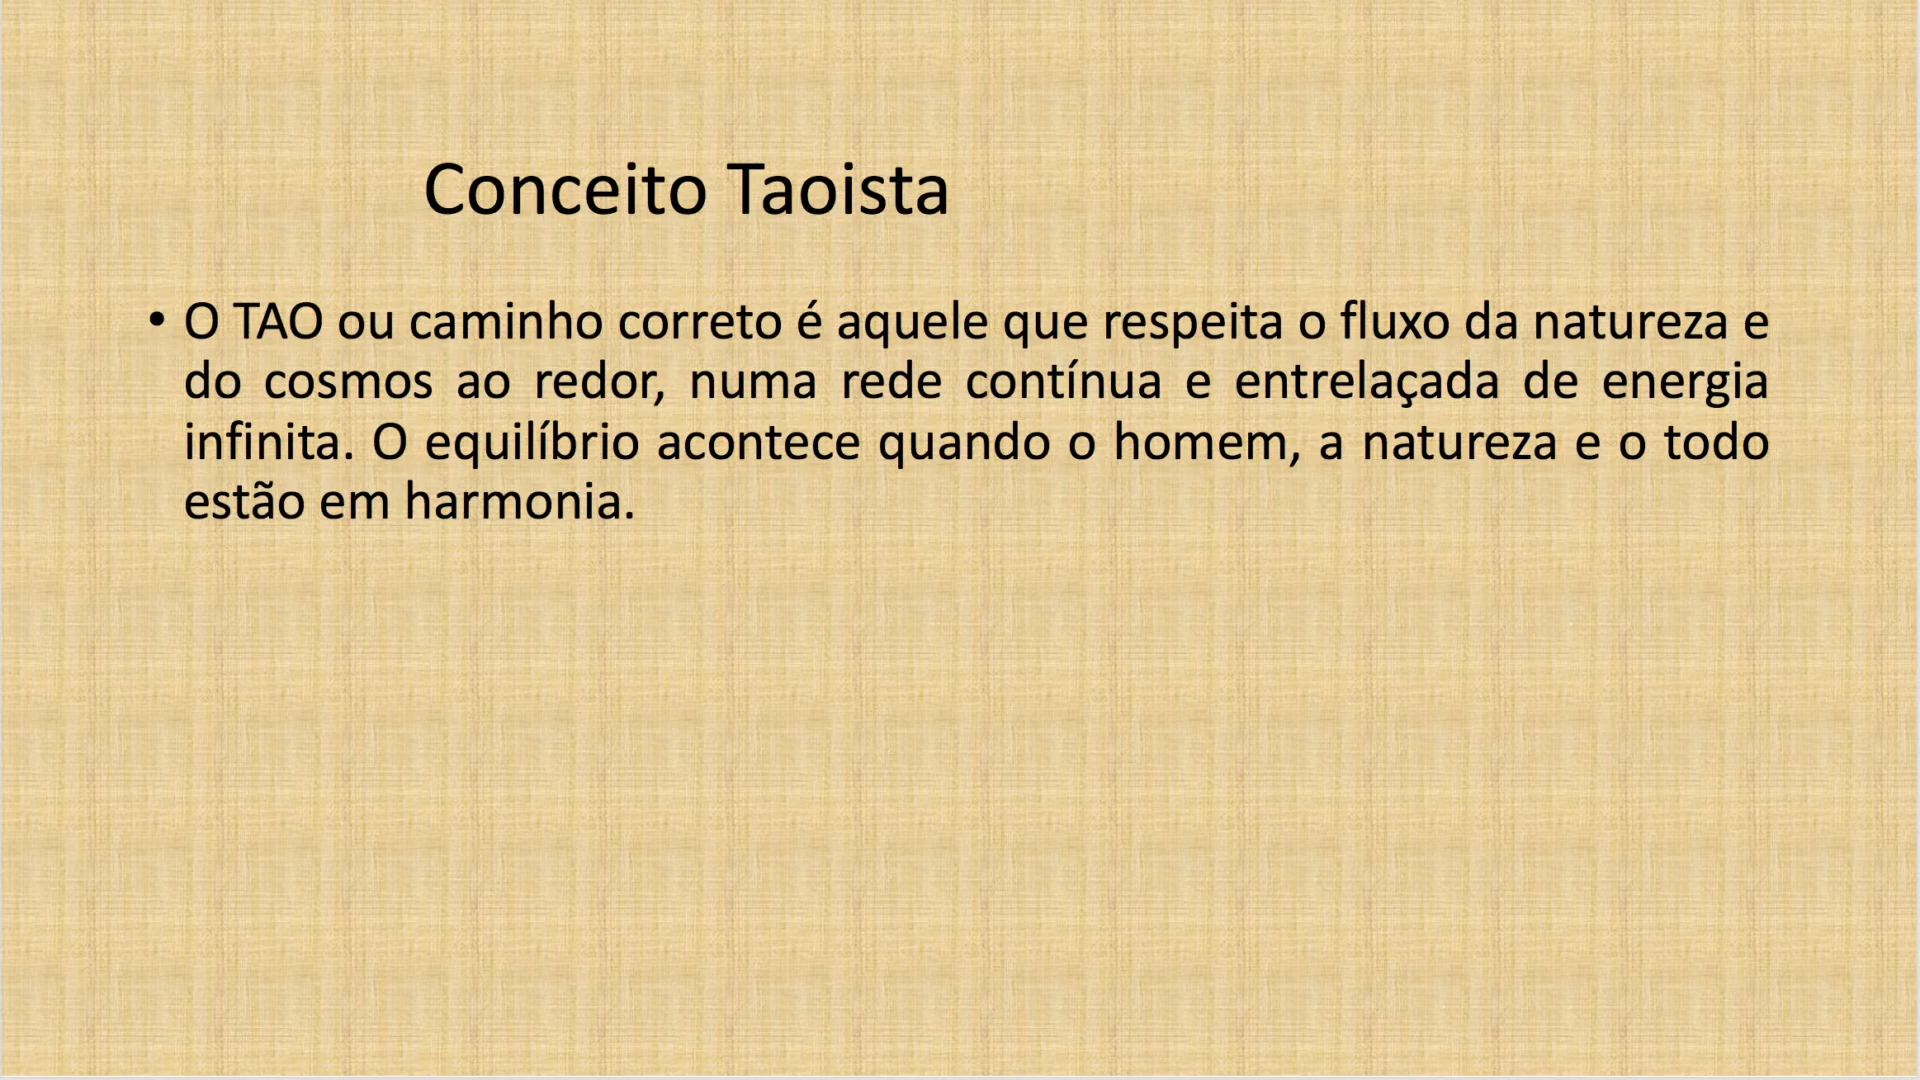 Conceito Taoista
• O TAO ou caminho correto é aquele que respeita o fluxo da natureza e
do cosmos ao redor, numa rede contínua e entrelaçada de energia
infinita. O equilíbrio acontece quando o homem, a natureza e o todo
estão em harmonia.